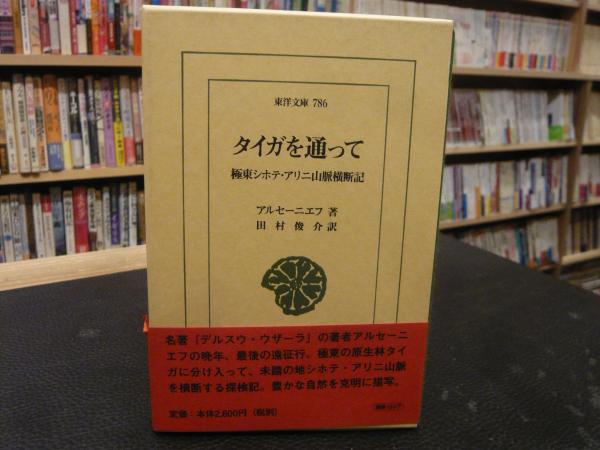 東洋文庫 786
タイガを通って
極東シホテ・アリニ山脈横断記
アルセーニエフ 著
田村俊介訳
名著「デルスウ・ウザーラ」の著者アルセーニ
エフの晩年、最後の遠征行。極東の原生林タイ
ガに分け入って、未踏の地シホテ・アリニ山脈
を横断する探検記。豊かな自然を克明に描写。
定価：本体2,600円（税別）